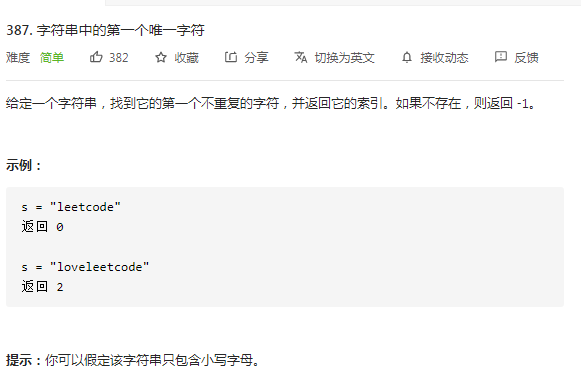 387. 字符串中的第一个唯一字符
难度 简单 382 收藏 分享 切换为英文 接收动态 反馈
给定一个字符串，找到它的第一个不重复的字符，并返回它的索引。如果不存在，则返回 -1。
示例：
s = "leetcode"
返回 0
s = "loveleetcode"
返回 2
提示：你可以假定该字符串只包含小写字母。